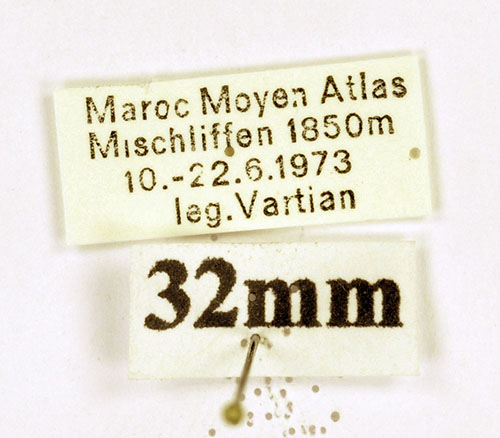 Maroc Moyen Atlas
Mischliffen 1850m
10.-22.6.1973
leg.Vartian
32mm